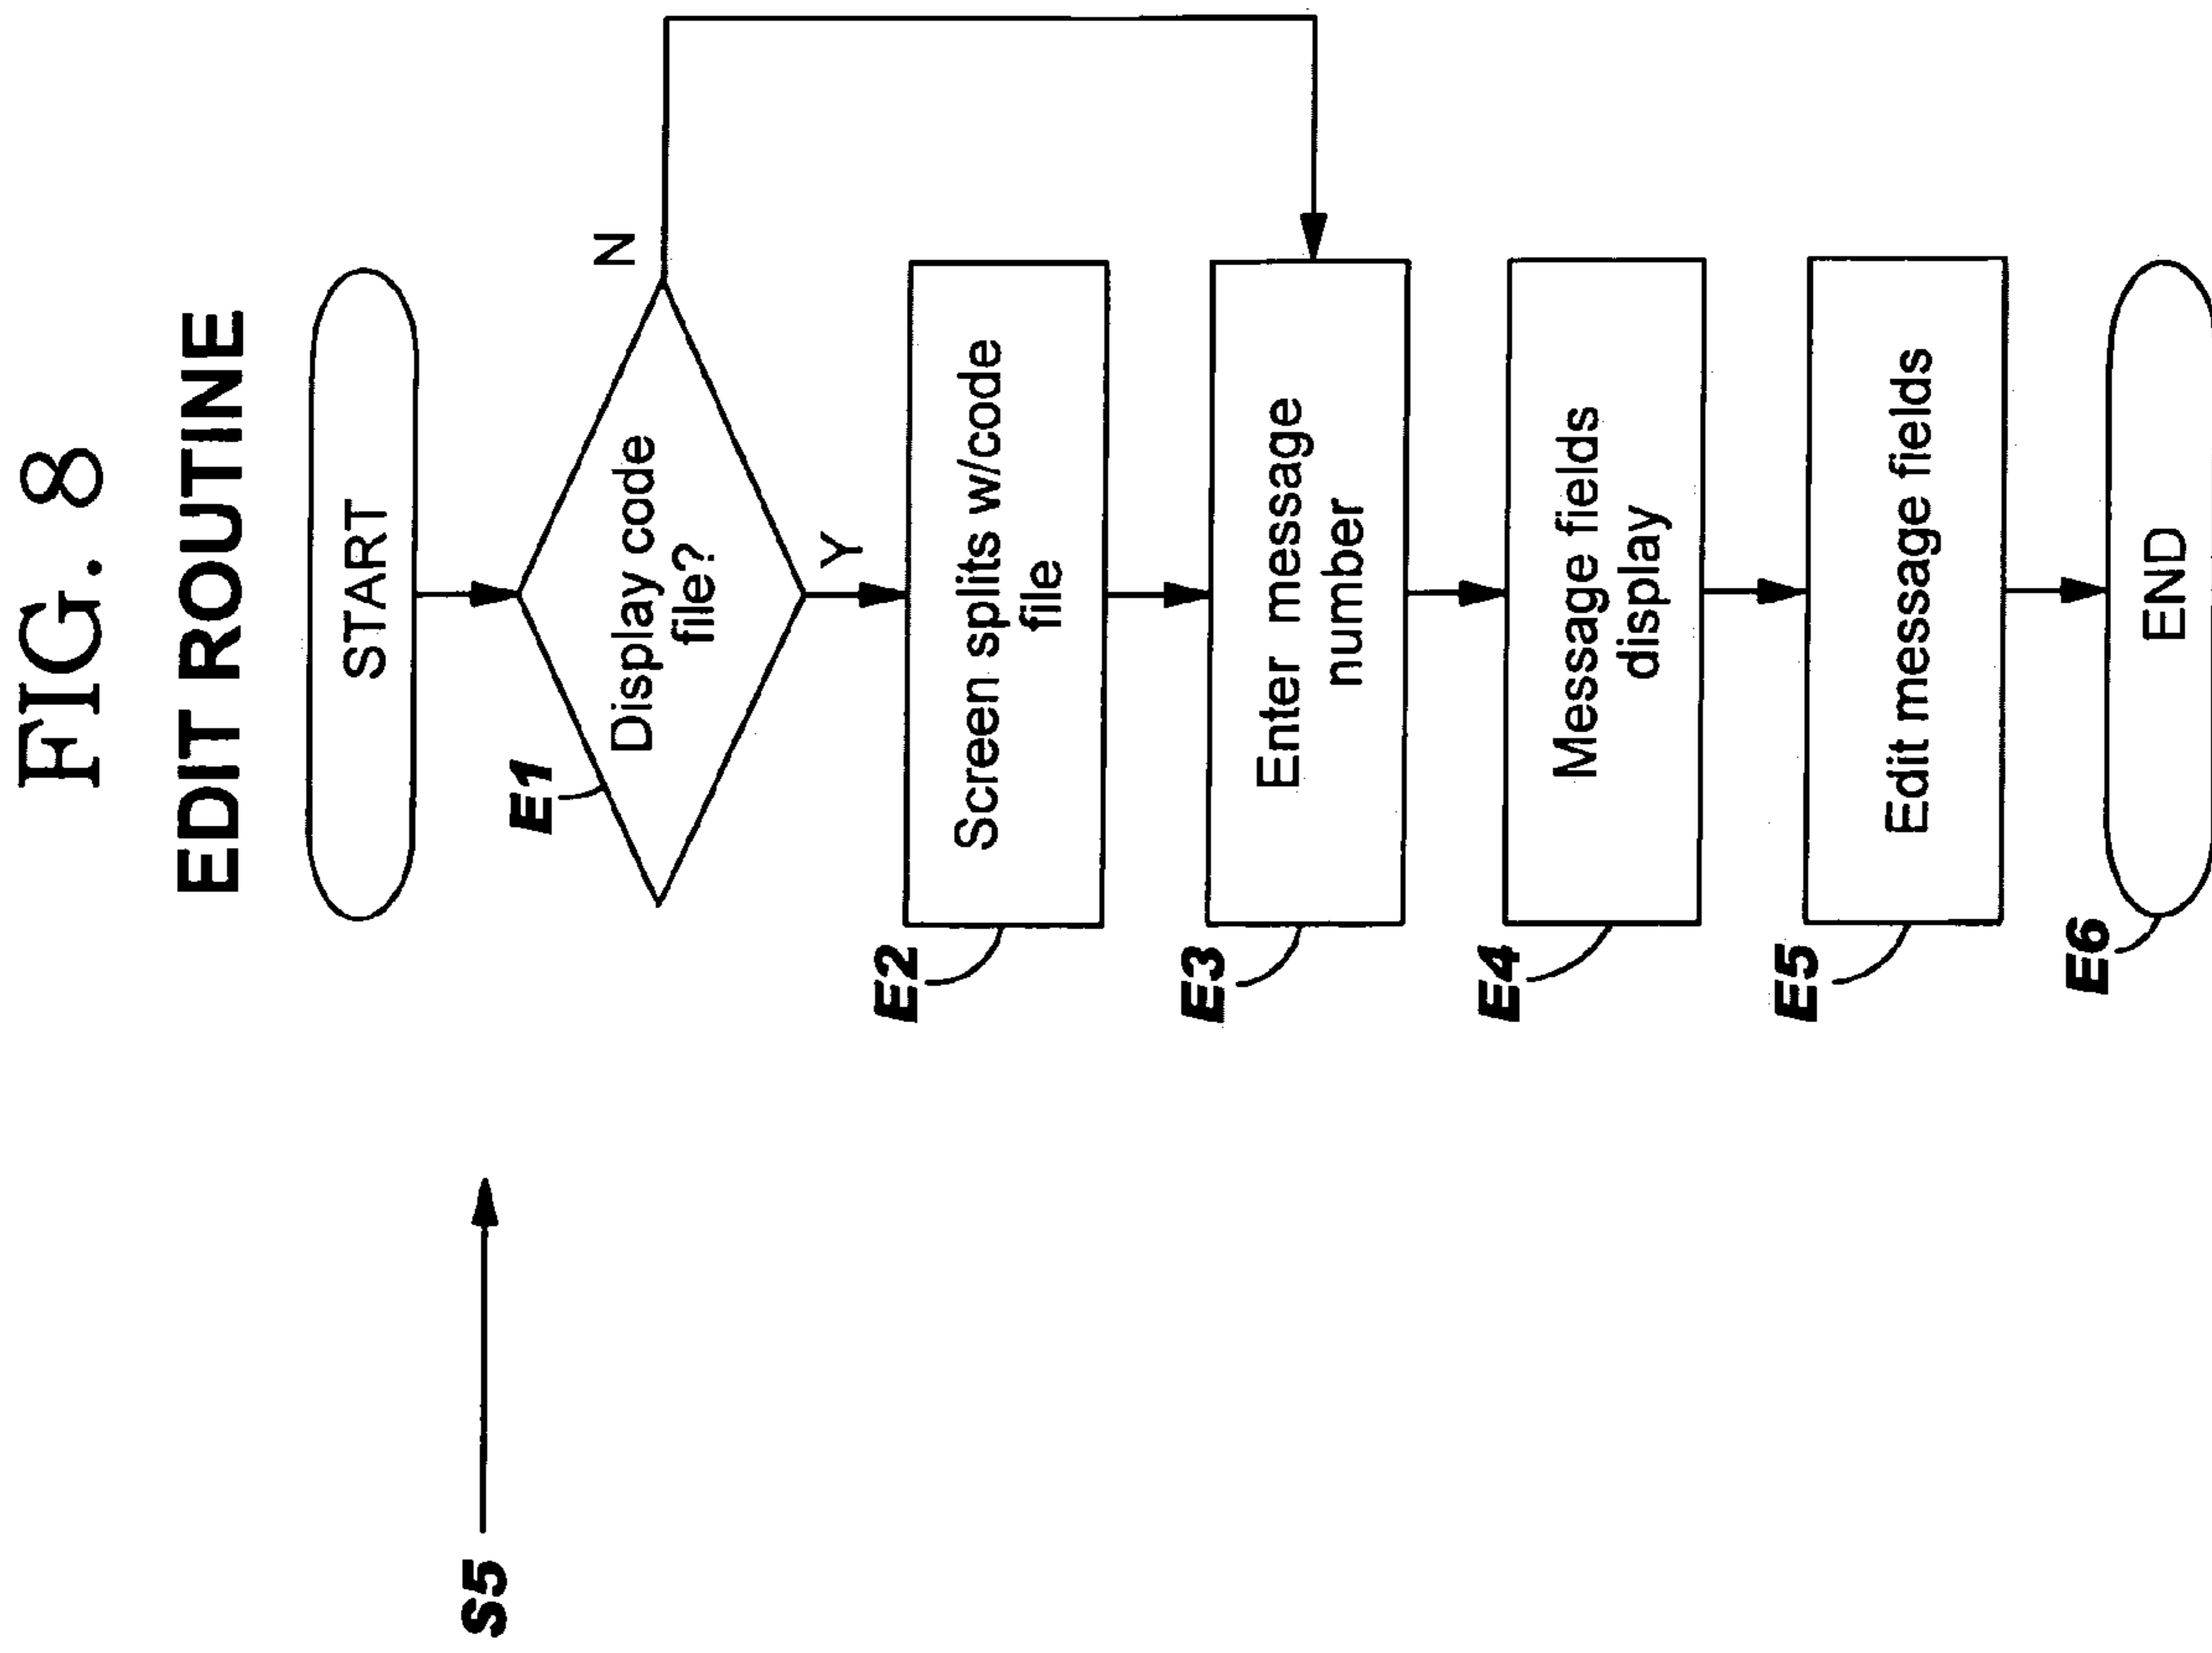 FIG. 8
EDIT ROUTINE
START
S5
E1
Display code
file?
N
Y
E2
Screen splits w/code
file
E3
Enter message
number
E4
Message fields
display
E5
Edit message fields
E6
END